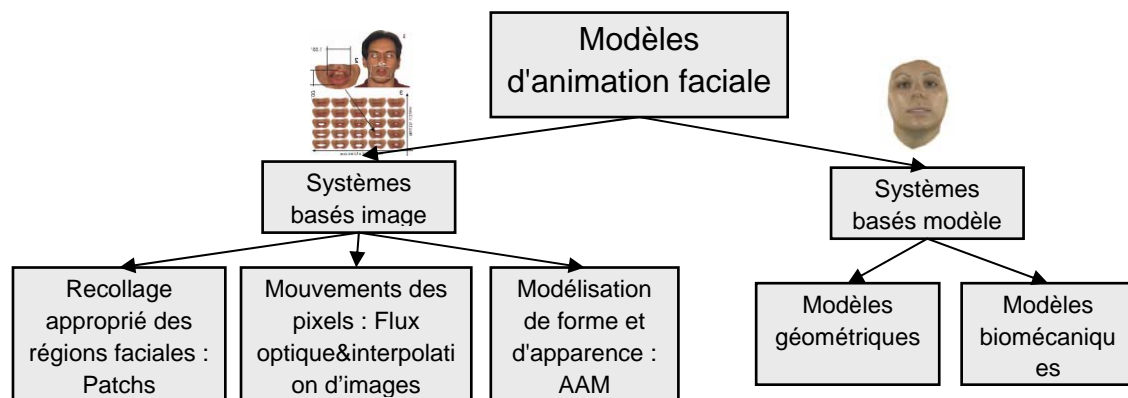 Modèles
d'animation faciale
Systèmes
basés image
Systèmes
basés modèle
Recollage
approprié des
régions faciales :
Patchs
Mouvements des
pixels : Flux
optique&interpolati
on d’images
Modélisation
de forme et
d'apparence :
AAM
Modèles
géométriques
Modèles
biomécaniqu
es